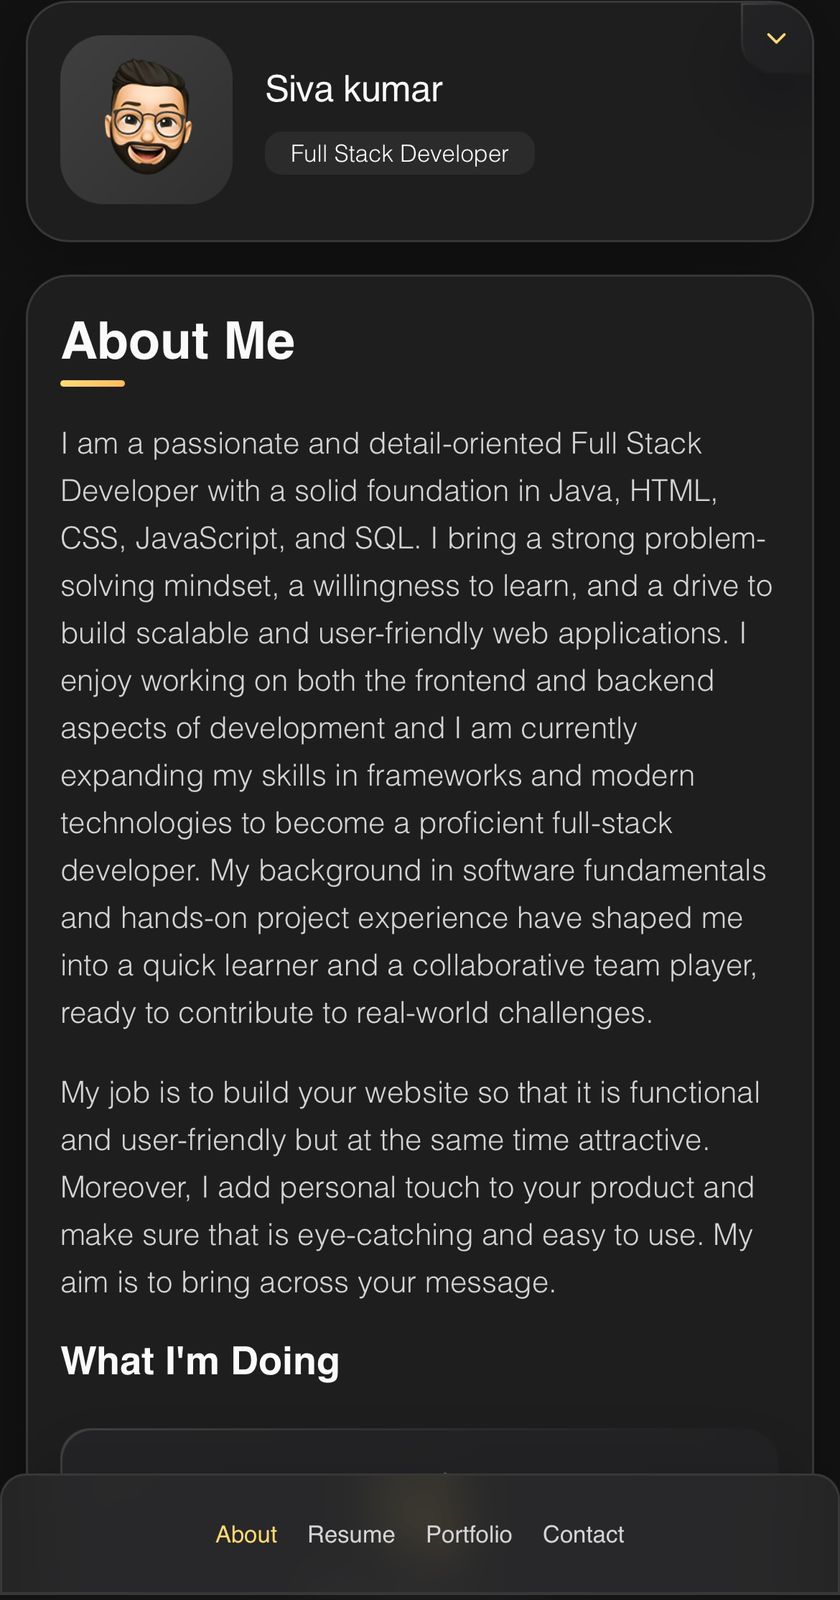 Siva kumar
Full Stack Developer
About Me
I am a passionate and detail-oriented Full Stack
Developer with a solid foundation in Java, HTML,
CSS, JavaScript, and SQL. I bring a strong problem-
solving mindset, a willingness to learn, and a drive to
build scalable and user-friendly web applications. I
enjoy working on both the frontend and backend
aspects of development and I am currently
expanding my skills in frameworks and modern
technologies to become a proficient full-stack
developer. My background in software fundamentals
and hands-on project experience have shaped me
into a quick learner and a collaborative team player,
ready to contribute to real-world challenges.
My job is to build your website so that it is functional
and user-friendly but at the same time attractive.
Moreover, I add personal touch to your product and
make sure that is eye-catching and easy to use. My
aim is to bring across your message.
What I'm Doing
About Resume Portfolio Contact